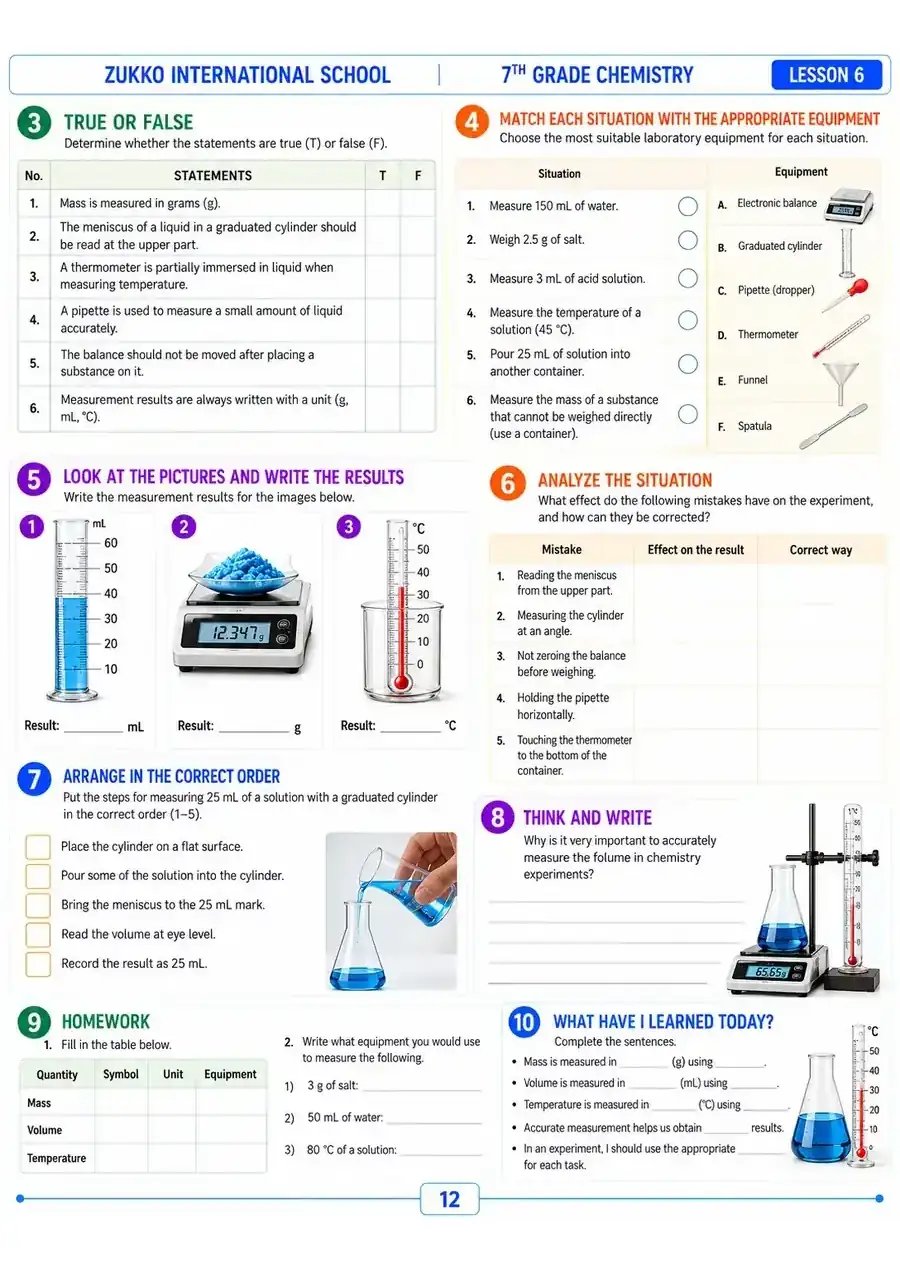 ZUKKO INTERNATIONAL SCHOOL | 7TH GRADE CHEMISTRY LESSON 6
3 TRUE OR FALSE
Determine whether the statements are true (T) or false (F).
No. STATEMENTS T F
1. Mass is measured in grams (g).
2. The meniscus of a liquid in a graduated cylinder should
be read at the upper part.
3. A thermometer is partially immersed in liquid when
measuring temperature.
4. A pipette is used to measure a small amount of liquid
accurately.
5. The balance should not be moved after placing a
substance on it.
6. Measurement results are always written with a unit (g,
mL, °C).
4 MATCH EACH SITUATION WITH THE APPROPRIATE EQUIPMENT
Choose the most suitable laboratory equipment for each situation.
Situation
1. Measure 150 mL of water.
2. Weigh 2.5 g of salt.
3. Measure 3 mL of acid solution.
4. Measure the temperature of a
solution (45 °C).
5. Pour 25 mL of solution into
another container.
6. Measure the mass of a substance
that cannot be weighed directly
(use a container).
Equipment
A. Electronic balance
B. Graduated cylinder
C. Pipette (dropper)
D. Thermometer
E. Funnel
F. Spatula
5 LOOK AT THE PICTURES AND WRITE THE RESULTS
Write the measurement results for the images below.
1
mL
60
50
40
30
20
10
Result: ________ mL
2
12.347 g
Result: ________ g
3
°C
50
40
30
20
10
0
Result: ________ °C
6 ANALYZE THE SITUATION
What effect do the following mistakes have on the experiment,
and how can they be corrected?
Mistake Effect on the result Correct way
1. Reading the meniscus
from the upper part.
2. Measuring the cylinder
at an angle.
3. Not zeroing the balance
before weighing.
4. Holding the pipette
horizontally.
5. Touching the thermometer
to the bottom of the
container.
7 ARRANGE IN THE CORRECT ORDER
Put the steps for measuring 25 mL of a solution with a graduated cylinder
in the correct order (1–5).
Place the cylinder on a flat surface.
Pour some of the solution into the cylinder.
Bring the meniscus to the 25 mL mark.
Read the volume at eye level.
Record the result as 25 mL.
8 THINK AND WRITE
Why is it very important to accurately
measure the folume in chemistry
experiments?
65,65g
9 HOMEWORK
1. Fill in the table below.
Quantity Symbol Unit Equipment
Mass
Volume
Temperature
2. Write what equipment you would use
to measure the following.
1) 3 g of salt: ________
2) 50 mL of water: ________
3) 80 °C of a solution: ________
10 WHAT HAVE I LEARNED TODAY?
Complete the sentences.
• Mass is measured in ________ (g) using ________.
• Volume is measured in ________ (mL) using ________.
• Temperature is measured in ________ (°C) using ________.
• Accurate measurement helps us obtain ________ results.
• In an experiment, I should use the appropriate ________
for each task.
°C
50
40
30
20
10
0
12